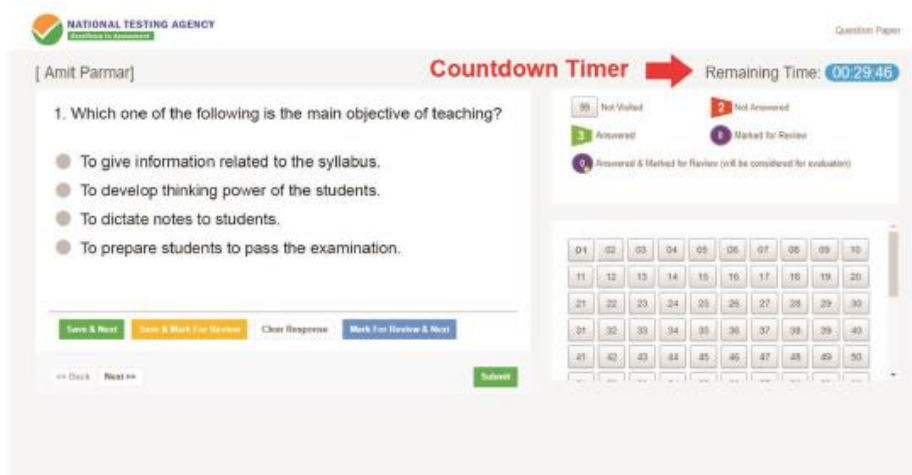 NATIONAL TESTING AGENCY
Excellence in Assessment
Question Paper
[ Amit Parmar]
Countdown Timer
Remaining Time: 00:29:46
1. Which one of the following is the main objective of teaching?
To give information related to the syllabus.
To develop thinking power of the students.
To dictate notes to students.
To prepare students to pass the examination.
Save & Next
Save & Mark For Review
Clear Response
Mark For Review & Next
<< Back
Next >>
Submit
Not Visited
2 Not Answered
3 Answered
Marked for Review
Answered & Marked for Review (will be considered for evaluation)
01 02 03 04 05 06 07 08 09 10
11 12 13 14 15 16 17 18 19 20
21 22 23 24 25 26 27 28 29 30
31 32 33 34 35 36 37 38 39 40
41 42 43 44 45 46 47 48 49 50